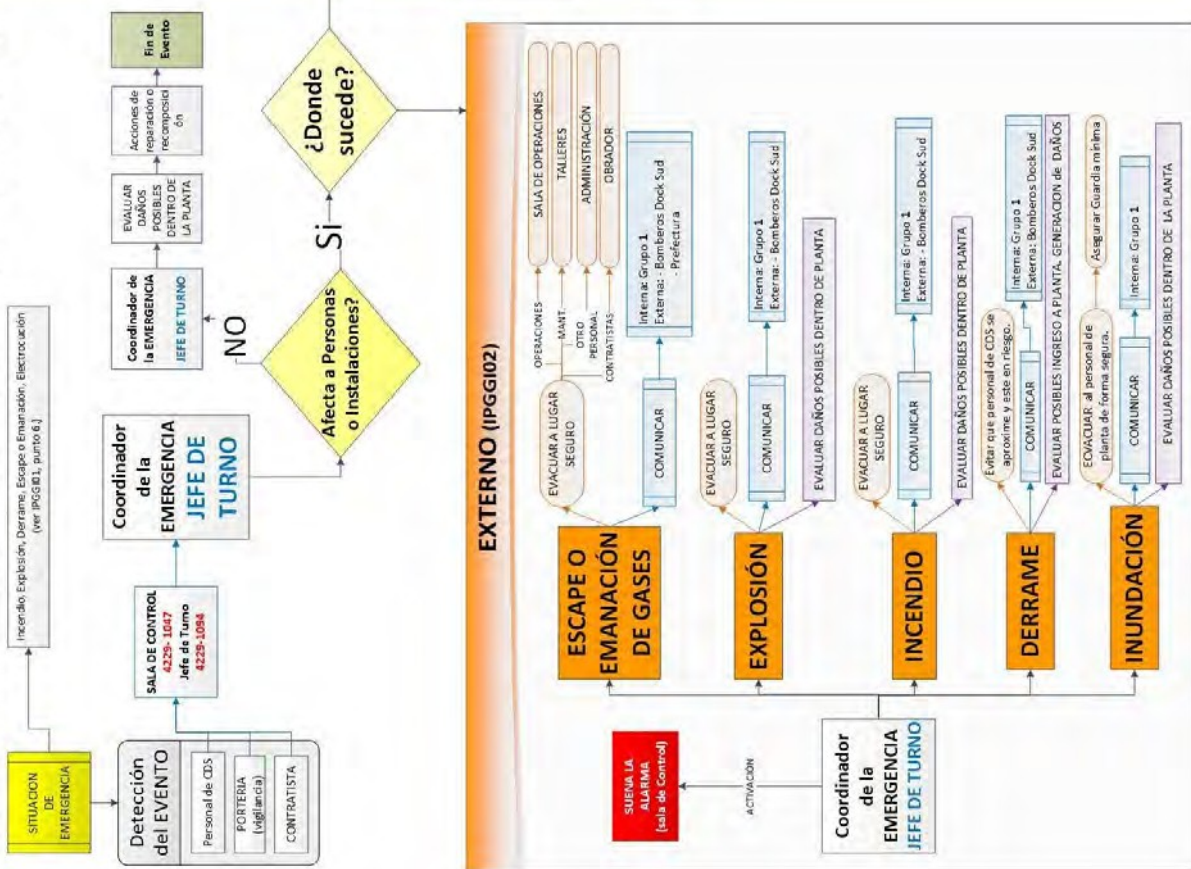 SITUACION
DE
EMERGENCIA
Incendio, Explosión, Derrame, Escape o Emanación, Electrocución
(ver IPGGI01, punto 6.)
Detección
del EVENTO
Personal de CDS
PORTERIA
(vigilancia)
CONTRATISTA
SALA DE CONTROL
4229- 1047
Jefe de Turno
4229-1094
Coordinador
de la
EMERGENCIA
JEFE DE
TURNO
Afecta a Personas
o Instalaciones?
NO
Si
Coordinador de
la EMERGENCIA
JEFE DE TURNO
EVALUAR
DAÑOS
POSIBLES
DENTRO DE
LA PLANTA
Acciones de
reparación o
recomposici
ón
Fin de
Evento
¿Donde
sucede?
EXTERNO (IPGGI02)
SUENA LA
ALARMA
(sala de Control)
ACTIVACIÓN
Coordinador
de la
EMERGENCIA
JEFE DE TURNO
ESCAPE O
EMANACIÓN
DE GASES
EVACUAR A LUGAR
SEGURO
OPERACIONES
MANT.
OTRO
PERSONAL
CONTRATISTAS
SALA DE OPERACIONES
TALLERES
ADMINISTRACIÓN
OBRADOR
COMUNICAR
Interna: Grupo 1
Externa: - Bomberos Dock Sud
- Prefectura
EXPLOSIÓN
EVACUAR A LUGAR
SEGURO
COMUNICAR
Interna: Grupo 1
Externa: - Bomberos Dock Sud
EVALUAR DAÑOS POSIBLES DENTRO DE PLANTA
INCENDIO
EVACUAR A LUGAR
SEGURO
COMUNICAR
Interna: Grupo 1
Externa: - Bomberos Dock Sud
EVALUAR DAÑOS POSIBLES DENTRO DE PLANTA
DERRAME
Evitar que personal de CDS se
aproxime y este en riesgo.
COMUNICAR
Interna: Grupo 1
Externa: Bomberos Dock Sud
EVALUAR POSIBLES INGRESO A PLANTA. GENERACION de DAÑOS
INUNDACIÓN
EOVACUAR al personal de
planta de forma segura.
Asegurar Guardia mínima
COMUNICAR
Interna: Grupo 1
EVALUAR DAÑOS POSIBLES DENTRO DE LA PLANTA